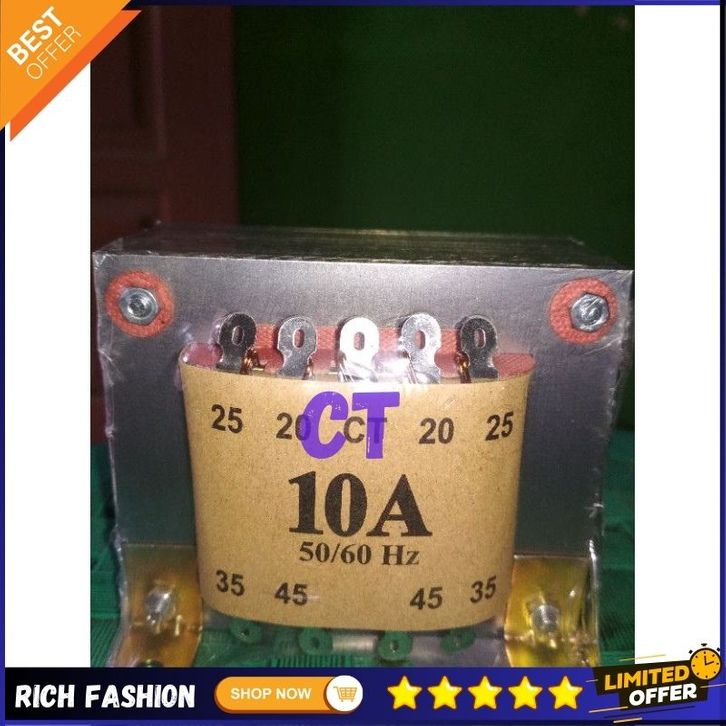 BEST
OFFER
CT
25 20 CT 20 25
10A
50/60 Hz
35 45 45 35
RICH FASHION
SHOP NOW
LIMITED
OFFER